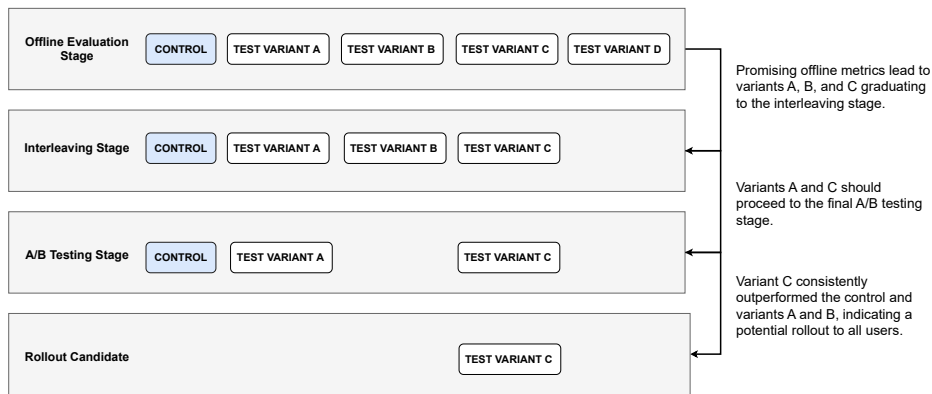 Offline Evaluation
Stage
CONTROL
TEST VARIANT A
TEST VARIANT B
TEST VARIANT C
TEST VARIANT D
Promising offline metrics lead to
variants A, B, and C graduating
to the interleaving stage.
Interleaving Stage
CONTROL
TEST VARIANT A
TEST VARIANT B
TEST VARIANT C
Variants A and C should
proceed to the final A/B testing
stage.
A/B Testing Stage
CONTROL
TEST VARIANT A
TEST VARIANT C
Variant C consistently
outperformed the control and
variants A and B, indicating a
potential rollout to all users.
Rollout Candidate
TEST VARIANT C